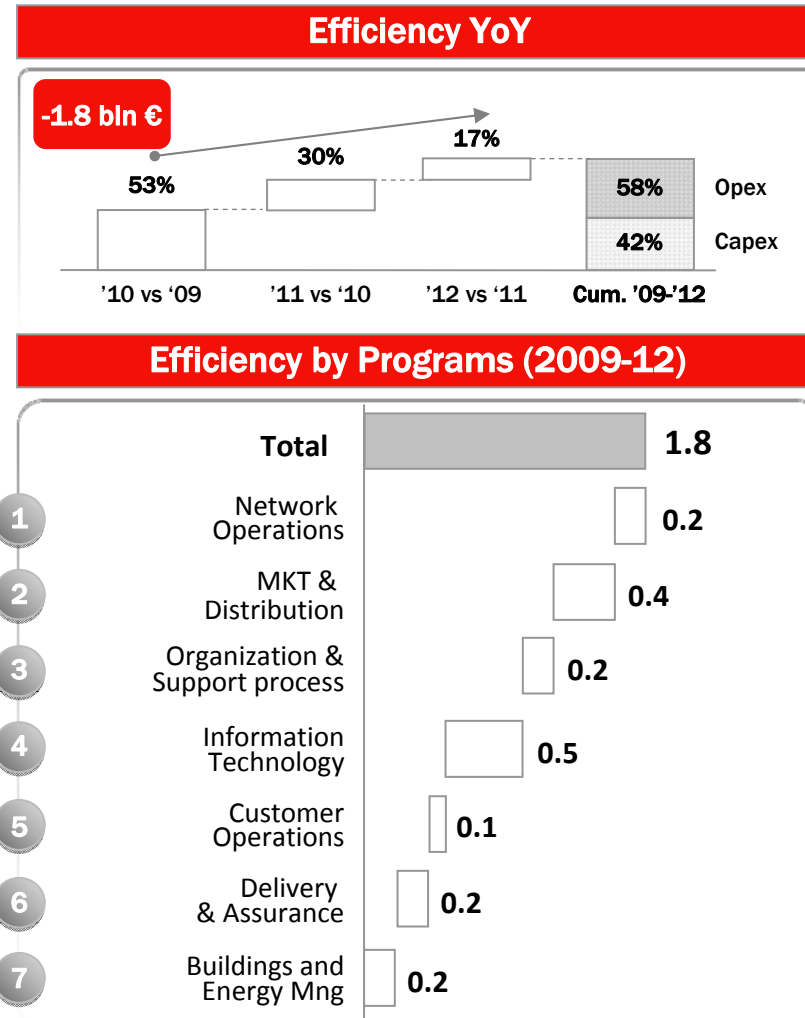 Efficiency YoY
-1.8 bln €
53%
30%
17%
58%
Opex
42%
Capex
’10 vs ‘09
’11 vs ‘10
’12 vs ‘11
Cum. ’09-’12
Efficiency by Programs (2009-12)
Total
1.8
1
Network
Operations
0.2
2
MKT &
Distribution
0.4
3
Organization &
Support process
0.2
4
Information
Technology
0.5
5
Customer
Operations
0.1
6
Delivery
& Assurance
0.2
7
Buildings and
Energy Mng
0.2